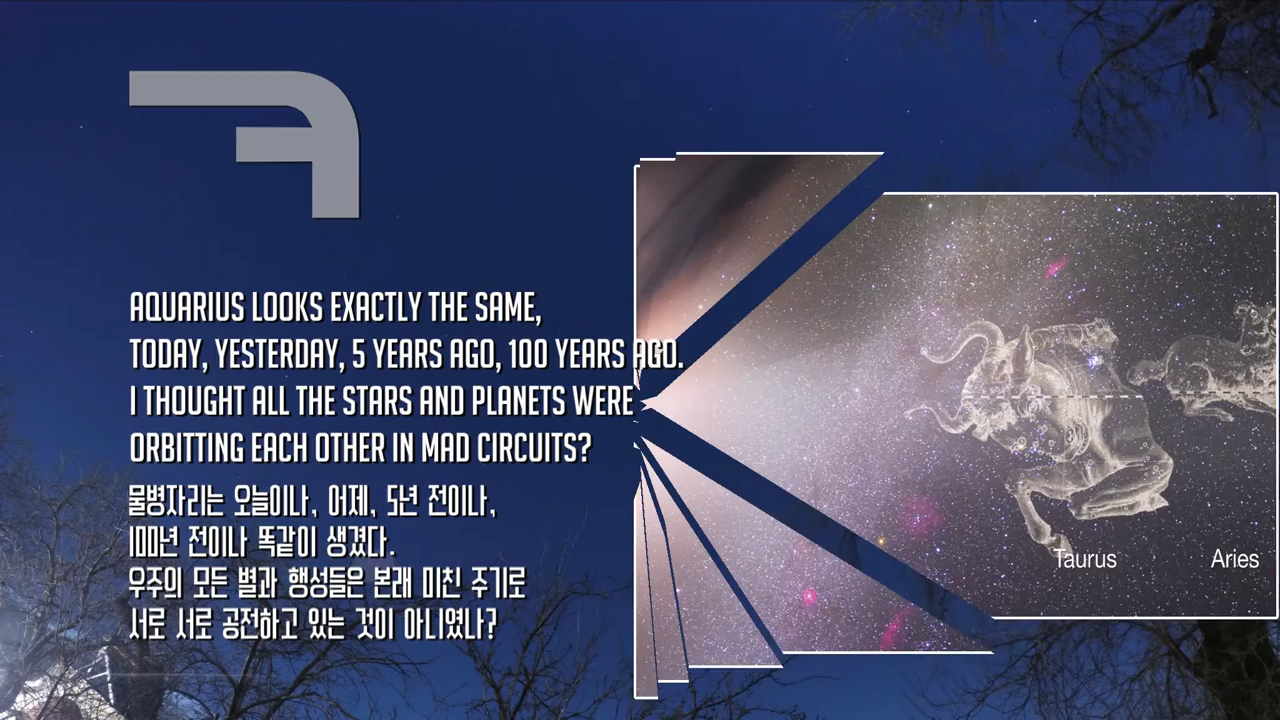 AQUARIUS LOOKS EXACTLY THE SAME,
TODAY, YESTERDAY, 5 YEARS AGO, 100 YEARS AGO.
I THOUGHT ALL THE STARS AND PLANETS WERE
ORBITTING EACH OTHER IN MAD CIRCUITS?
물병자리는 오늘이나, 어제, 5년 전이나,
100년 전이나 똑같이 생겼다.
우주의 모든 별과 행성들은 본래 미친 주기로
서로 서로 공전하고 있는 것이 아니였나?
Taurus
Aries